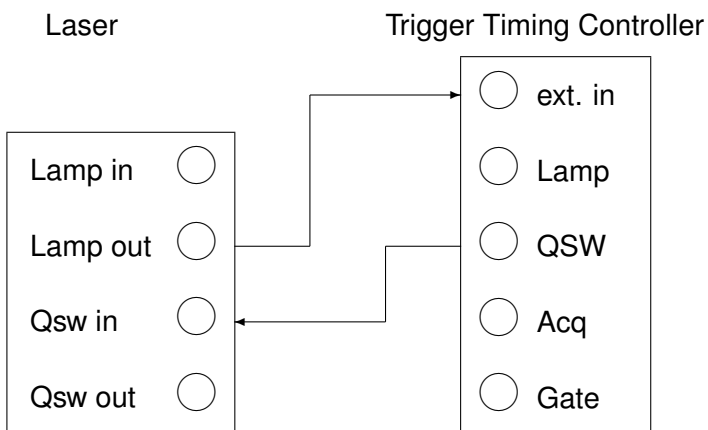 Laser
Trigger Timing Controller
Lamp in
Lamp out
Qsw in
Qsw out
ext. in
Lamp
QSW
Acq
Gate